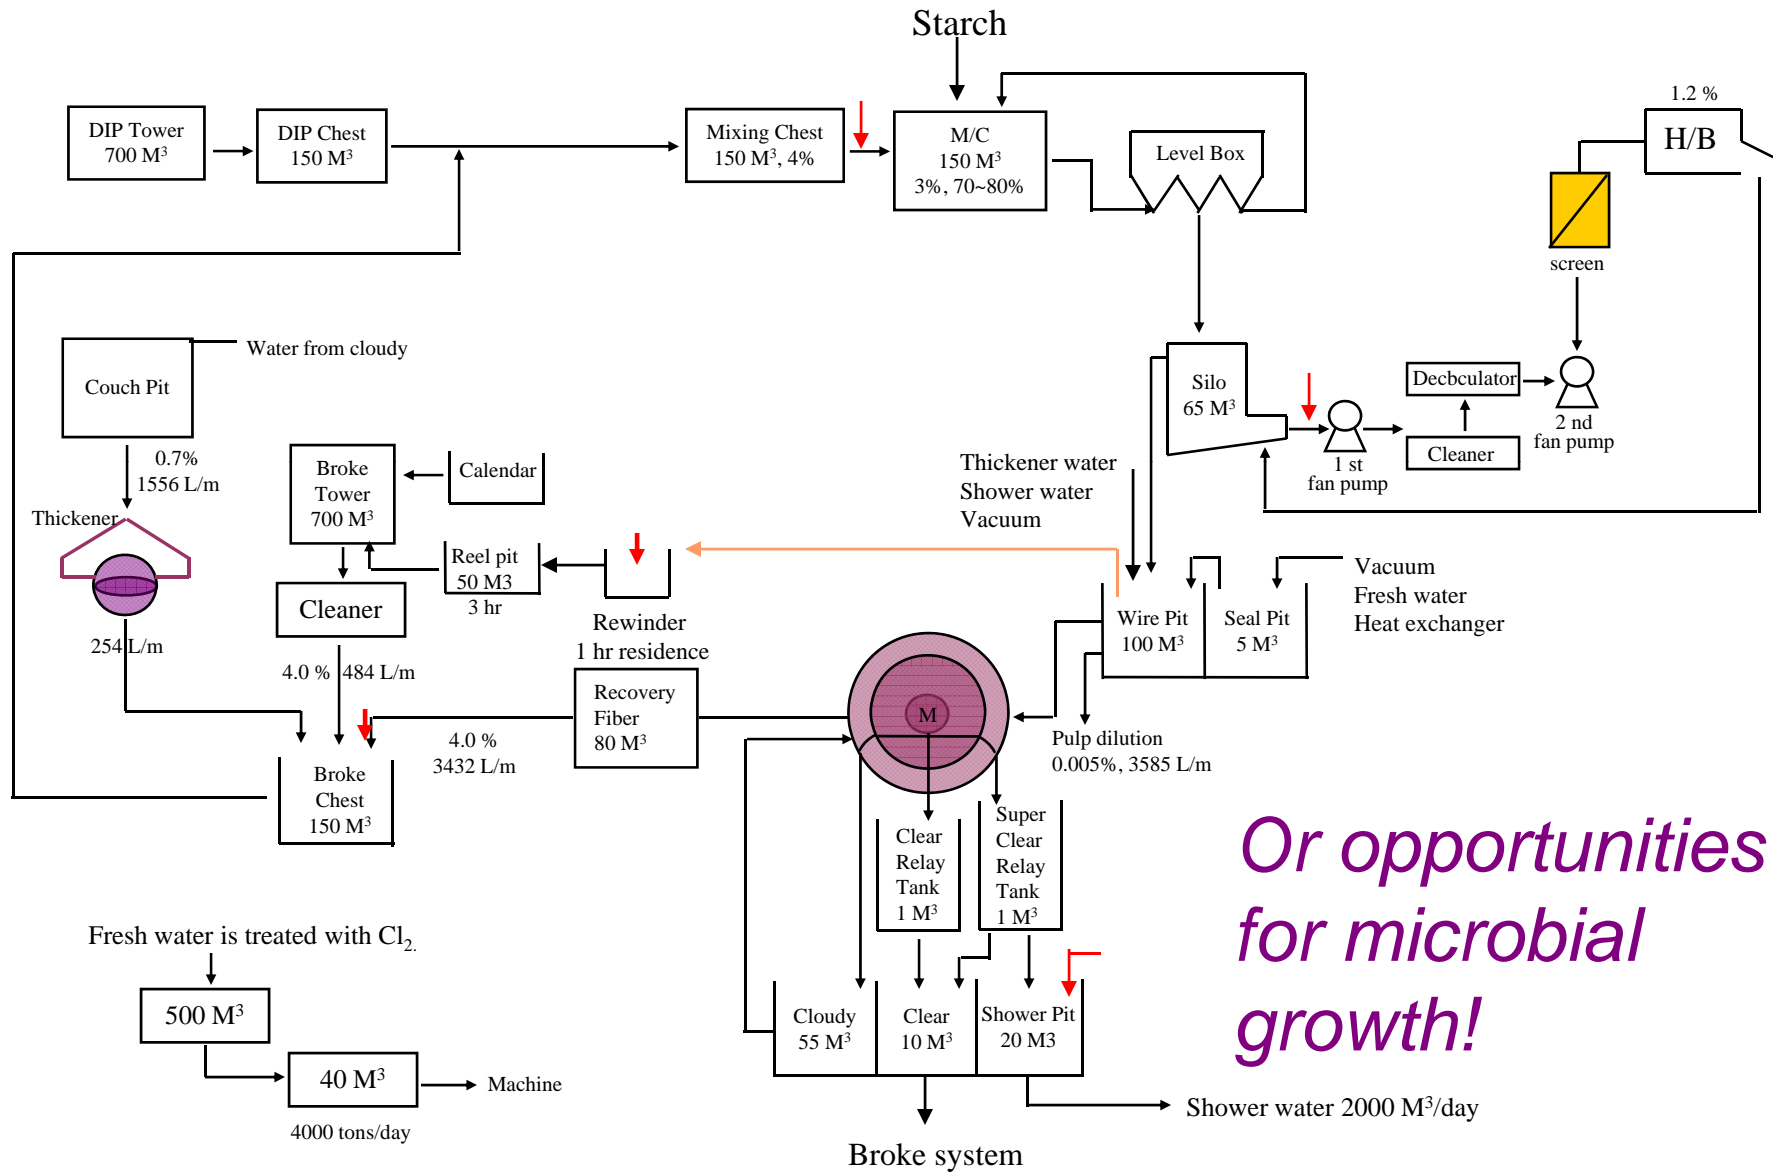 Starch
DIP Tower
700 M³
DIP Chest
150 M³
Mixing Chest
150 M³, 4%
M/C
150 M³
3%, 70~80%
Level Box
1.2 %
H/B
screen
Silo
65 M³
1 st
fan pump
Decbculator
Cleaner
2 nd
fan pump
Couch Pit
Water from cloudy
0.7%
1556 L/m
Thickener
254 L/m
Broke
Tower
700 M³
Calendar
Reel pit
50 M3
3 hr
Cleaner
4.0 %
484 L/m
Rewinder
1 hr residence
Thickener water
Shower water
Vacuum
Wire Pit
100 M³
Seal Pit
5 M³
Vacuum
Fresh water
Heat exchanger
Recovery
Fiber
80 M³
4.0 %
3432 L/m
M
Pulp dilution
0.005%, 3585 L/m
Broke
Chest
150 M³
Clear
Relay
Tank
1 M³
Super
Clear
Relay
Tank
1 M³
Cloudy
55 M³
Clear
10 M³
Shower Pit
20 M3
Or opportunities
for microbial
growth!
Fresh water is treated with Cl₂.
500 M³
40 M³
Machine
4000 tons/day
Shower water 2000 M³/day
Broke system